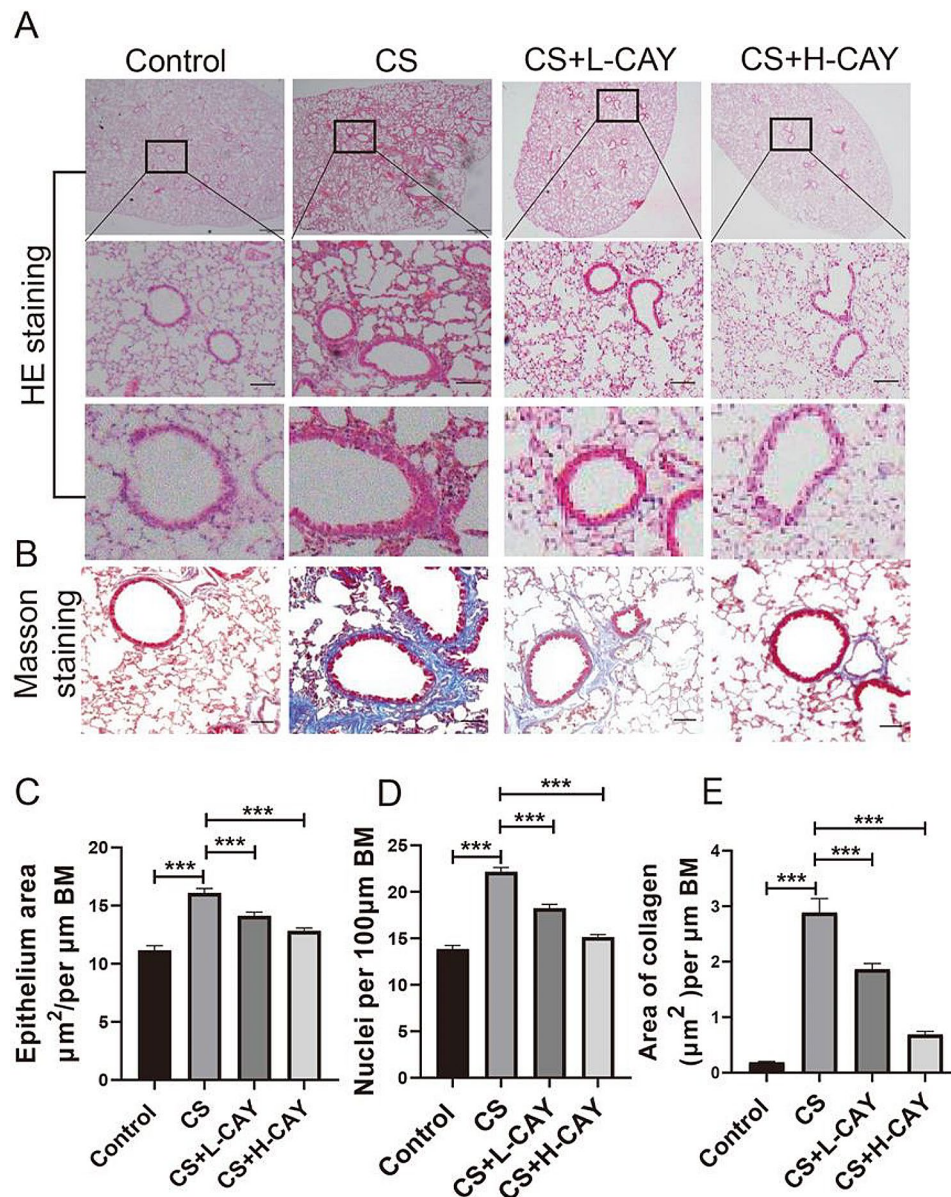 A
Control
CS
CS+L-CAY
CS+H-CAY
HE staining
B
Masson
staining
C
Epithelium area
µm²/per µm BM
20
15
10
5
0
***
***
***
Control
CS
CS+L-CAY
CS+H-CAY
D
Nuclei per 100µm BM
25
20
15
10
5
0
***
***
***
Control
CS
CS+L-CAY
CS+H-CAY
E
Area of collagen
(µm² )per µm BM)
4
3
2
1
0
***
***
***
Control
CS
CS+L-CAY
CS+H-CAY